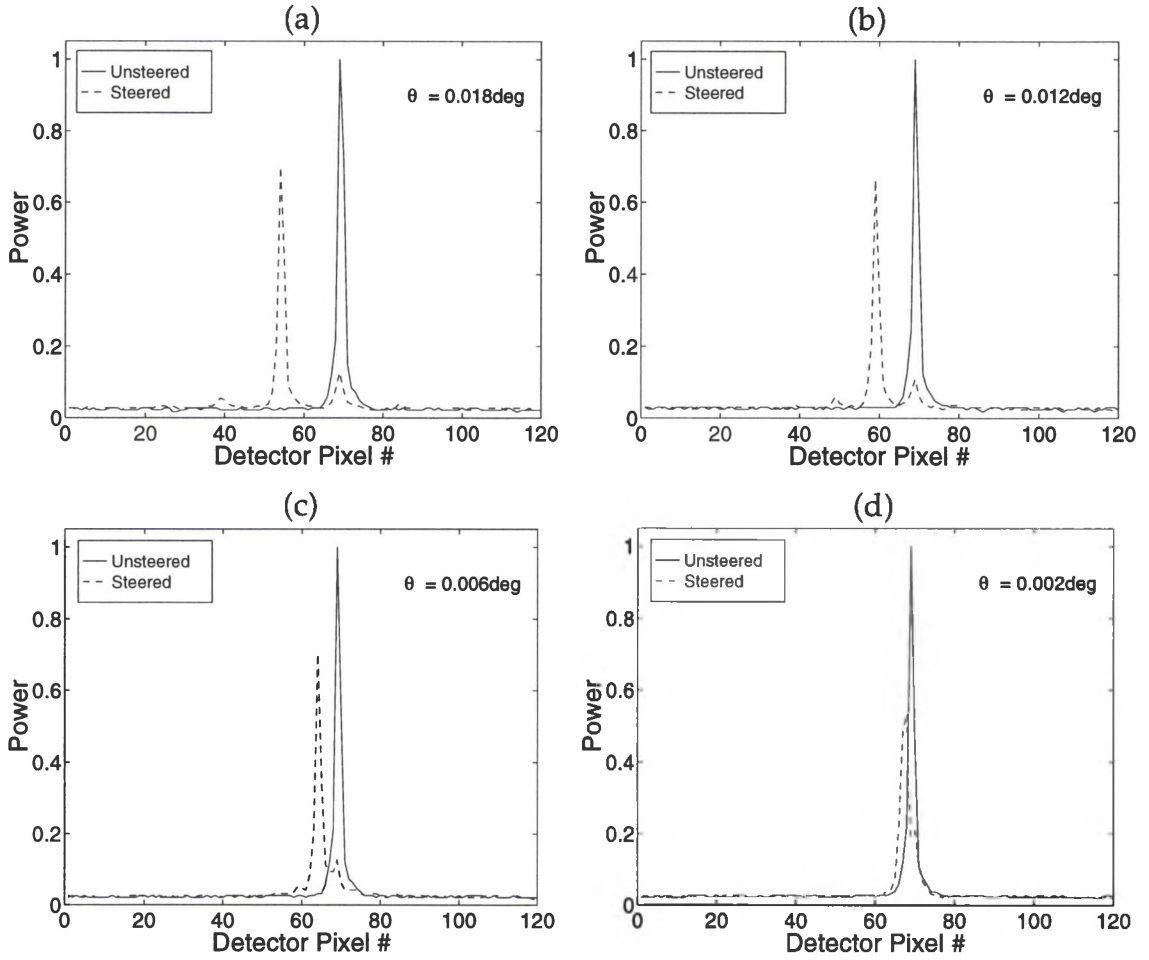 (a)
1
0.8
0.6
0.4
0.2
0
Power
Unsteered
Steered
θ = 0.018deg
0 20 40 60 80 100 120
Detector Pixel #
(b)
1
0.8
0.6
0.4
0.2
0
Power
Unsteered
Steered
θ = 0.012deg
0 20 40 60 80 100 120
Detector Pixel #
(c)
1
0.8
0.6
0.4
0.2
0
Power
Unsteered
Steered
θ = 0.006deg
0 20 40 60 80 100 120
Detector Pixel #
(d)
1
0.8
0.6
0.4
0.2
0
Power
Unsteered
Steered
θ = 0.002deg
0 20 40 60 80 100 120
Detector Pixel #